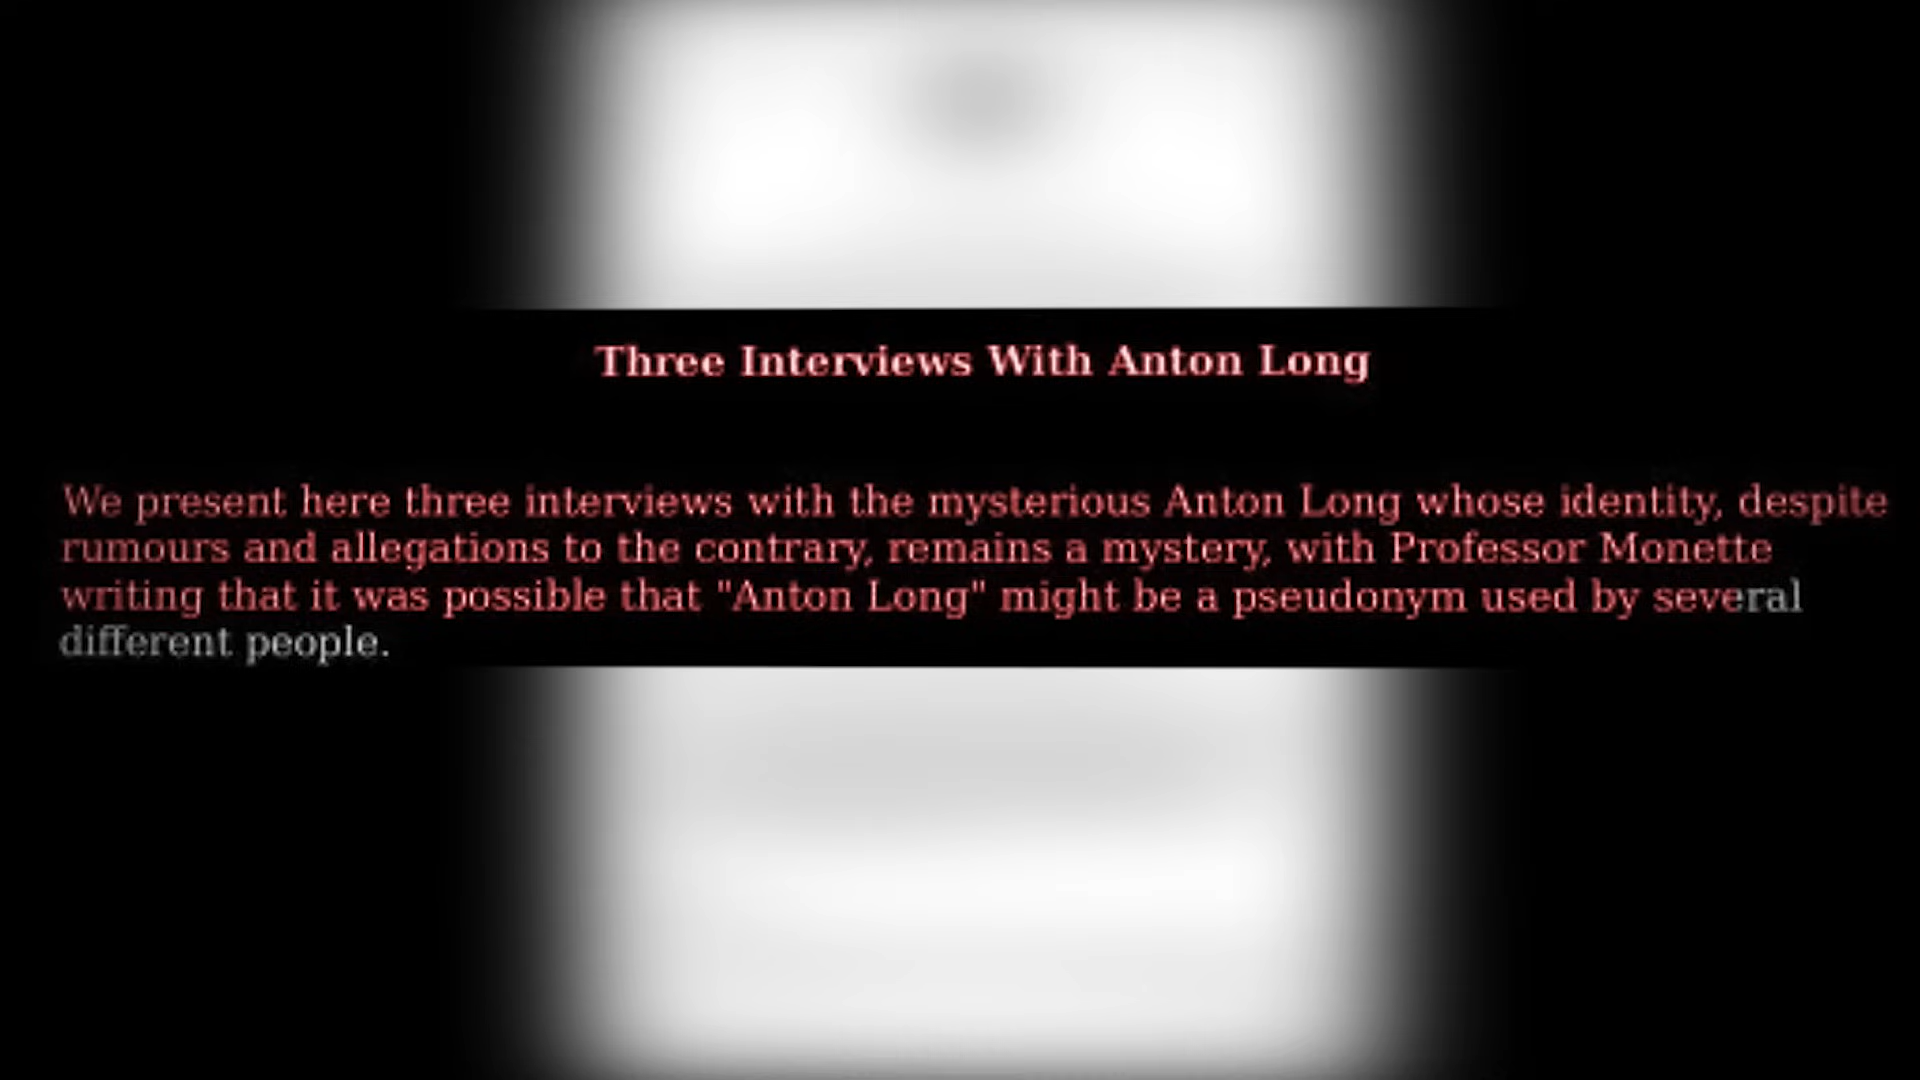 Three Interviews With Anton Long
We present here three interviews with the mysterious Anton Long whose identity, despite
rumours and allegations to the contrary, remains a mystery, with Professor Monette
writing that it was possible that "Anton Long" might be a pseudonym used by several
different people.